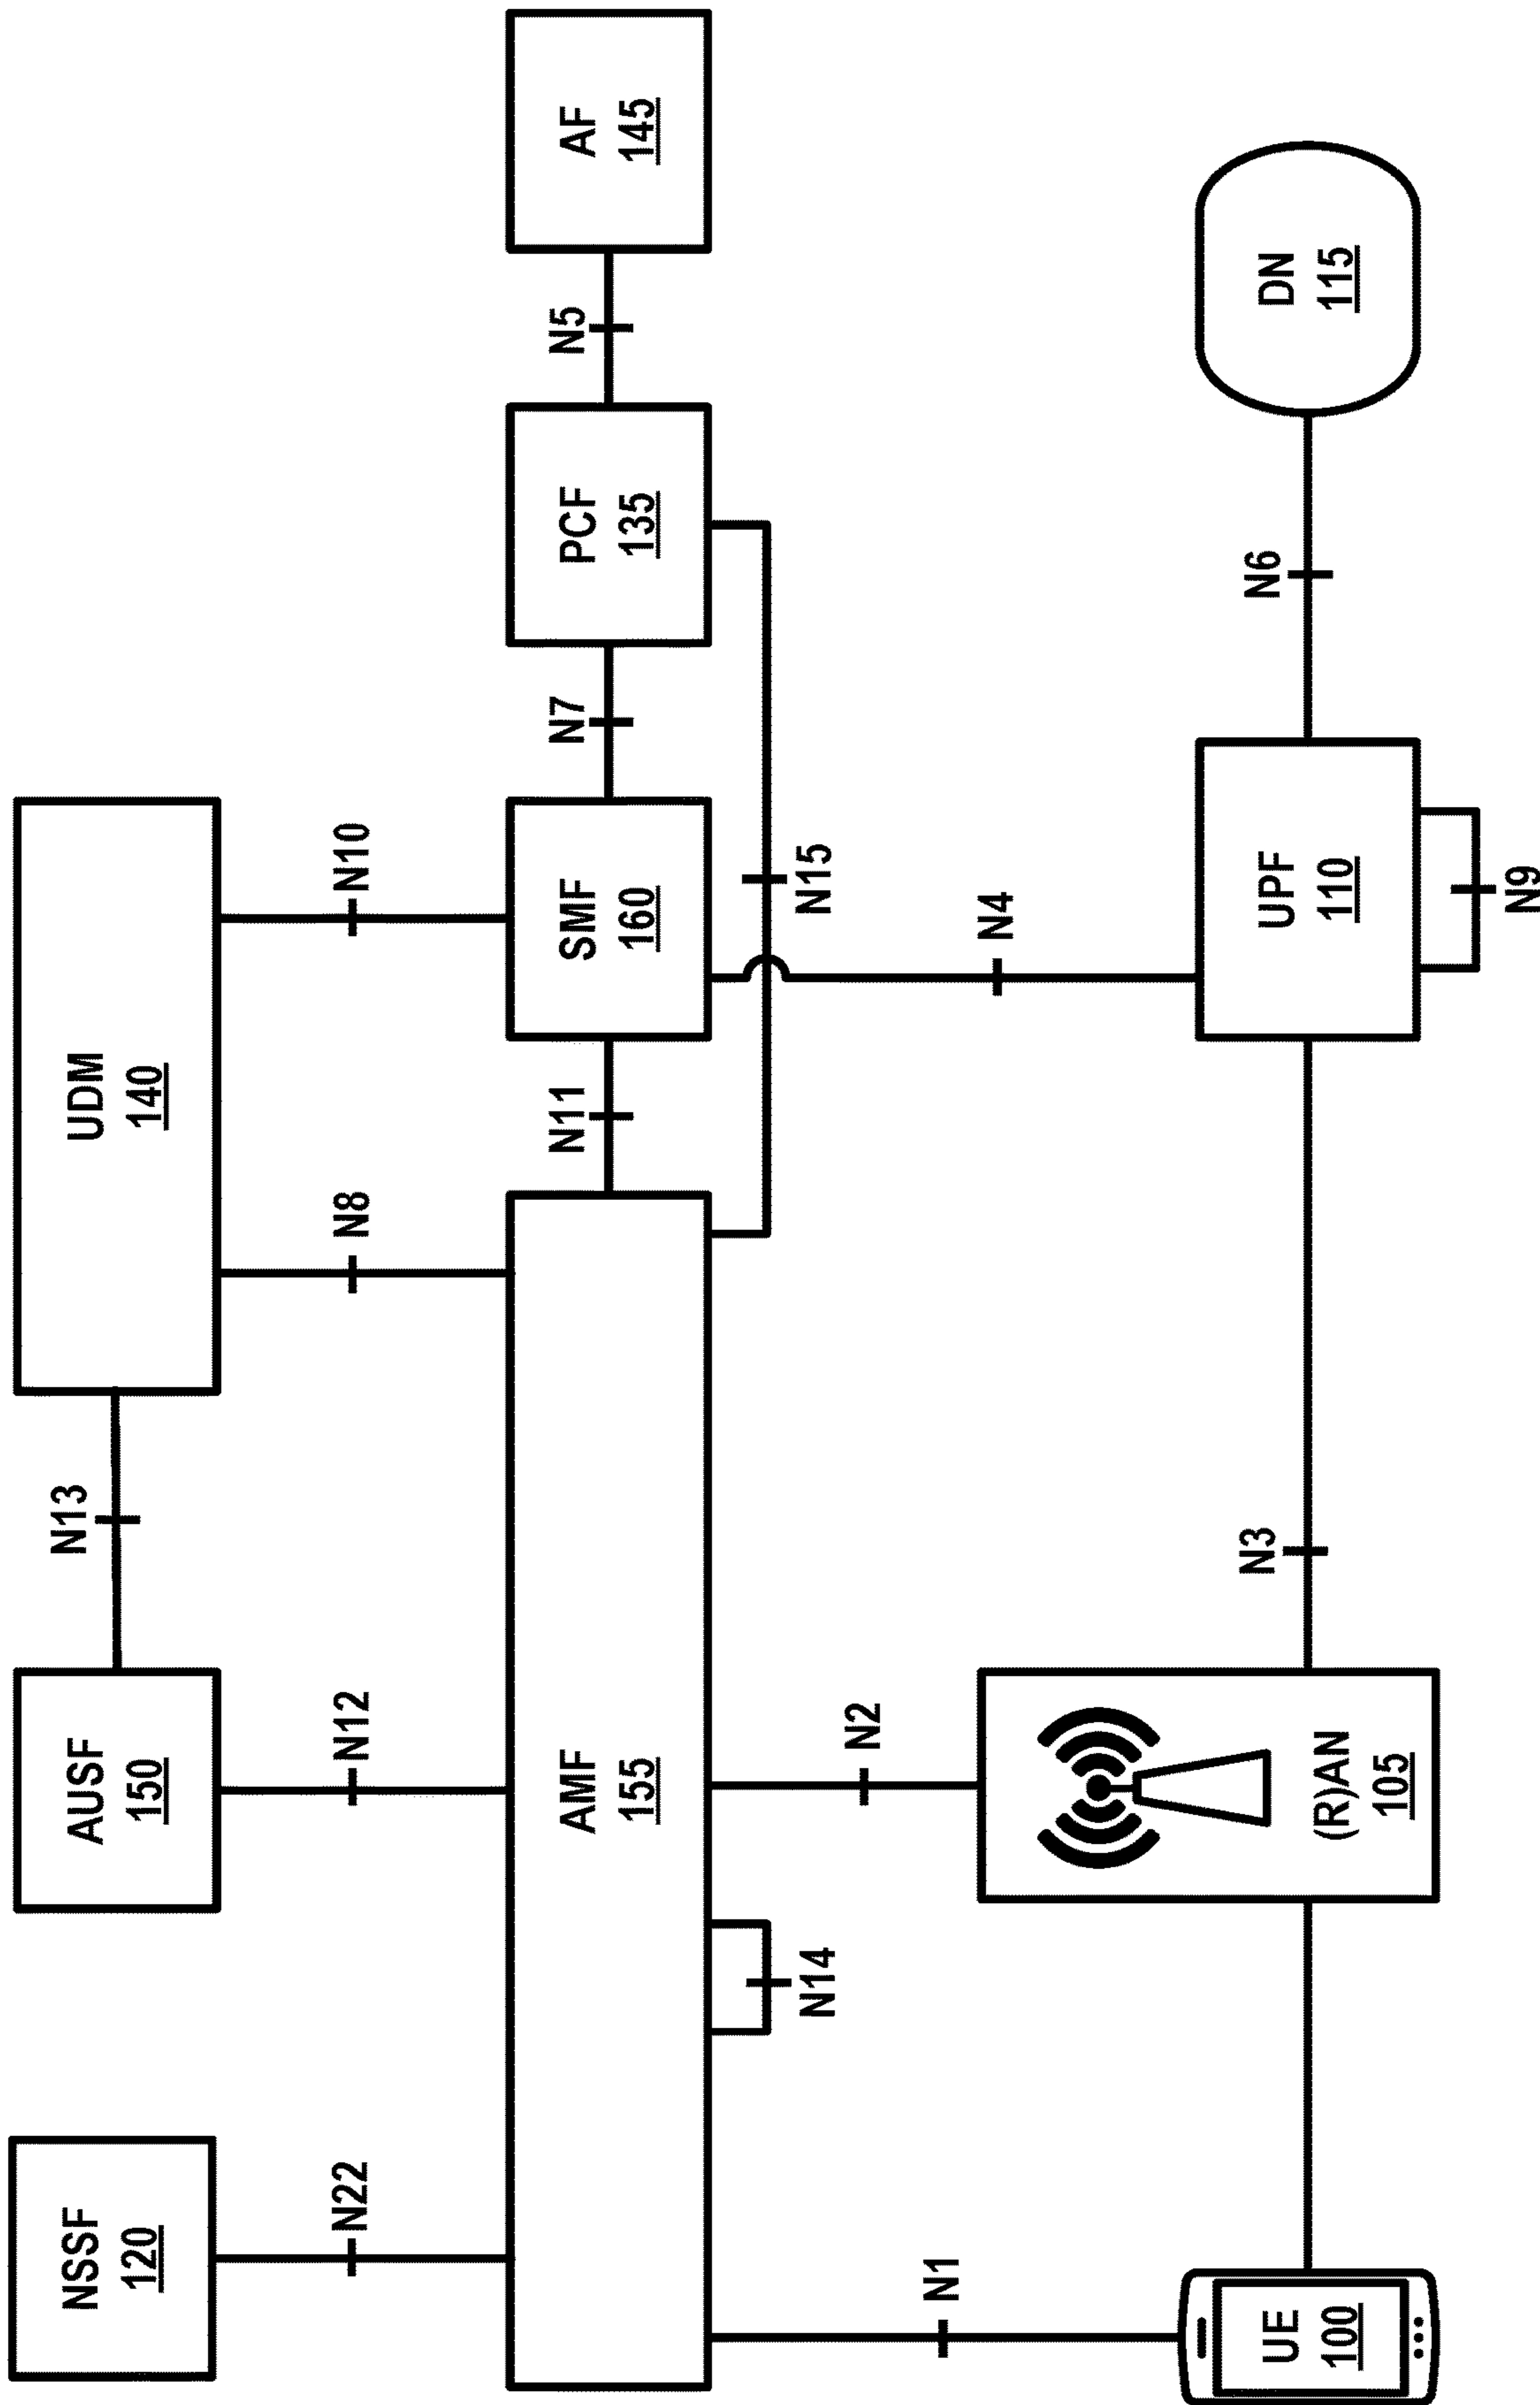 NSSF
120
AUSF
150
N13
UDM
140
N22
N12
N8
N10
AMF
155
N11
SMF
160
N7
PCF
135
N5
AF
145
N14
N15
N1
N2
N4
UE
100
(R)AN
105
N3
UPF
110
N6
DN
115
N9